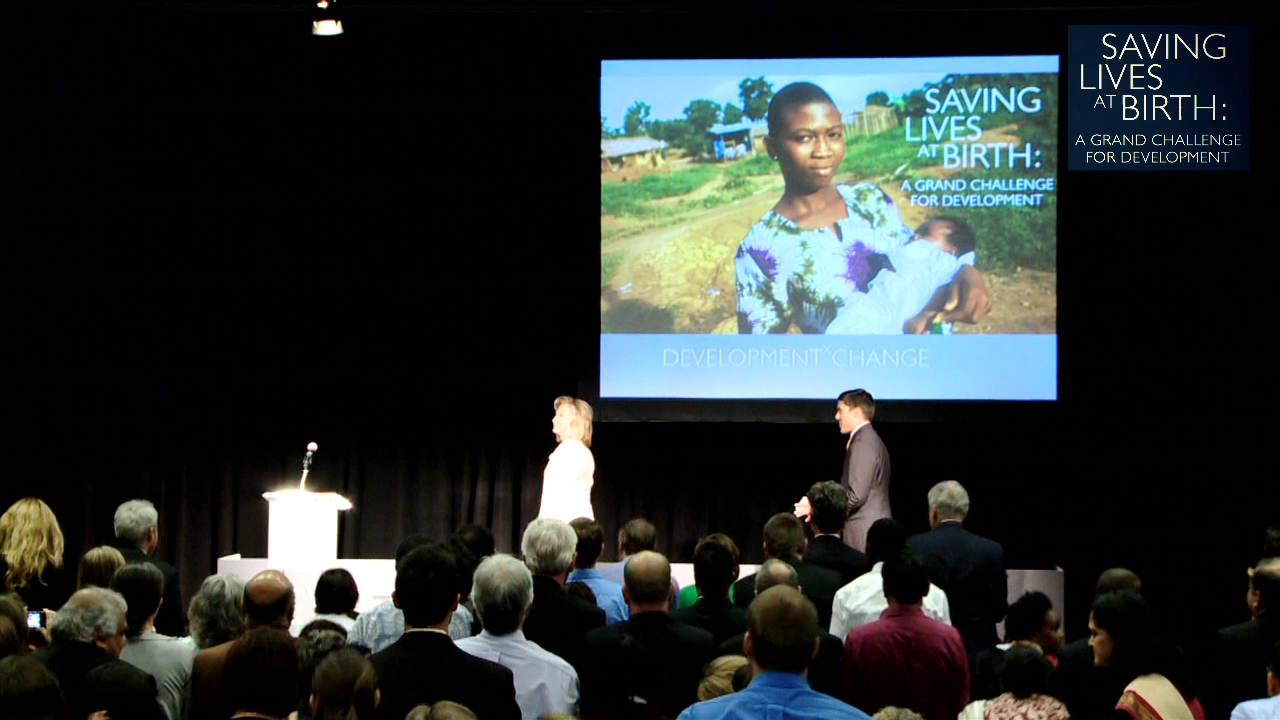 SAVING
LIVES
AT BIRTH:
A GRAND CHALLENGE
FOR DEVELOPMENT
DEVELOPMENT CHANGE
SAVING
LIVES
AT BIRTH:
A GRAND CHALLENGE
FOR DEVELOPMENT